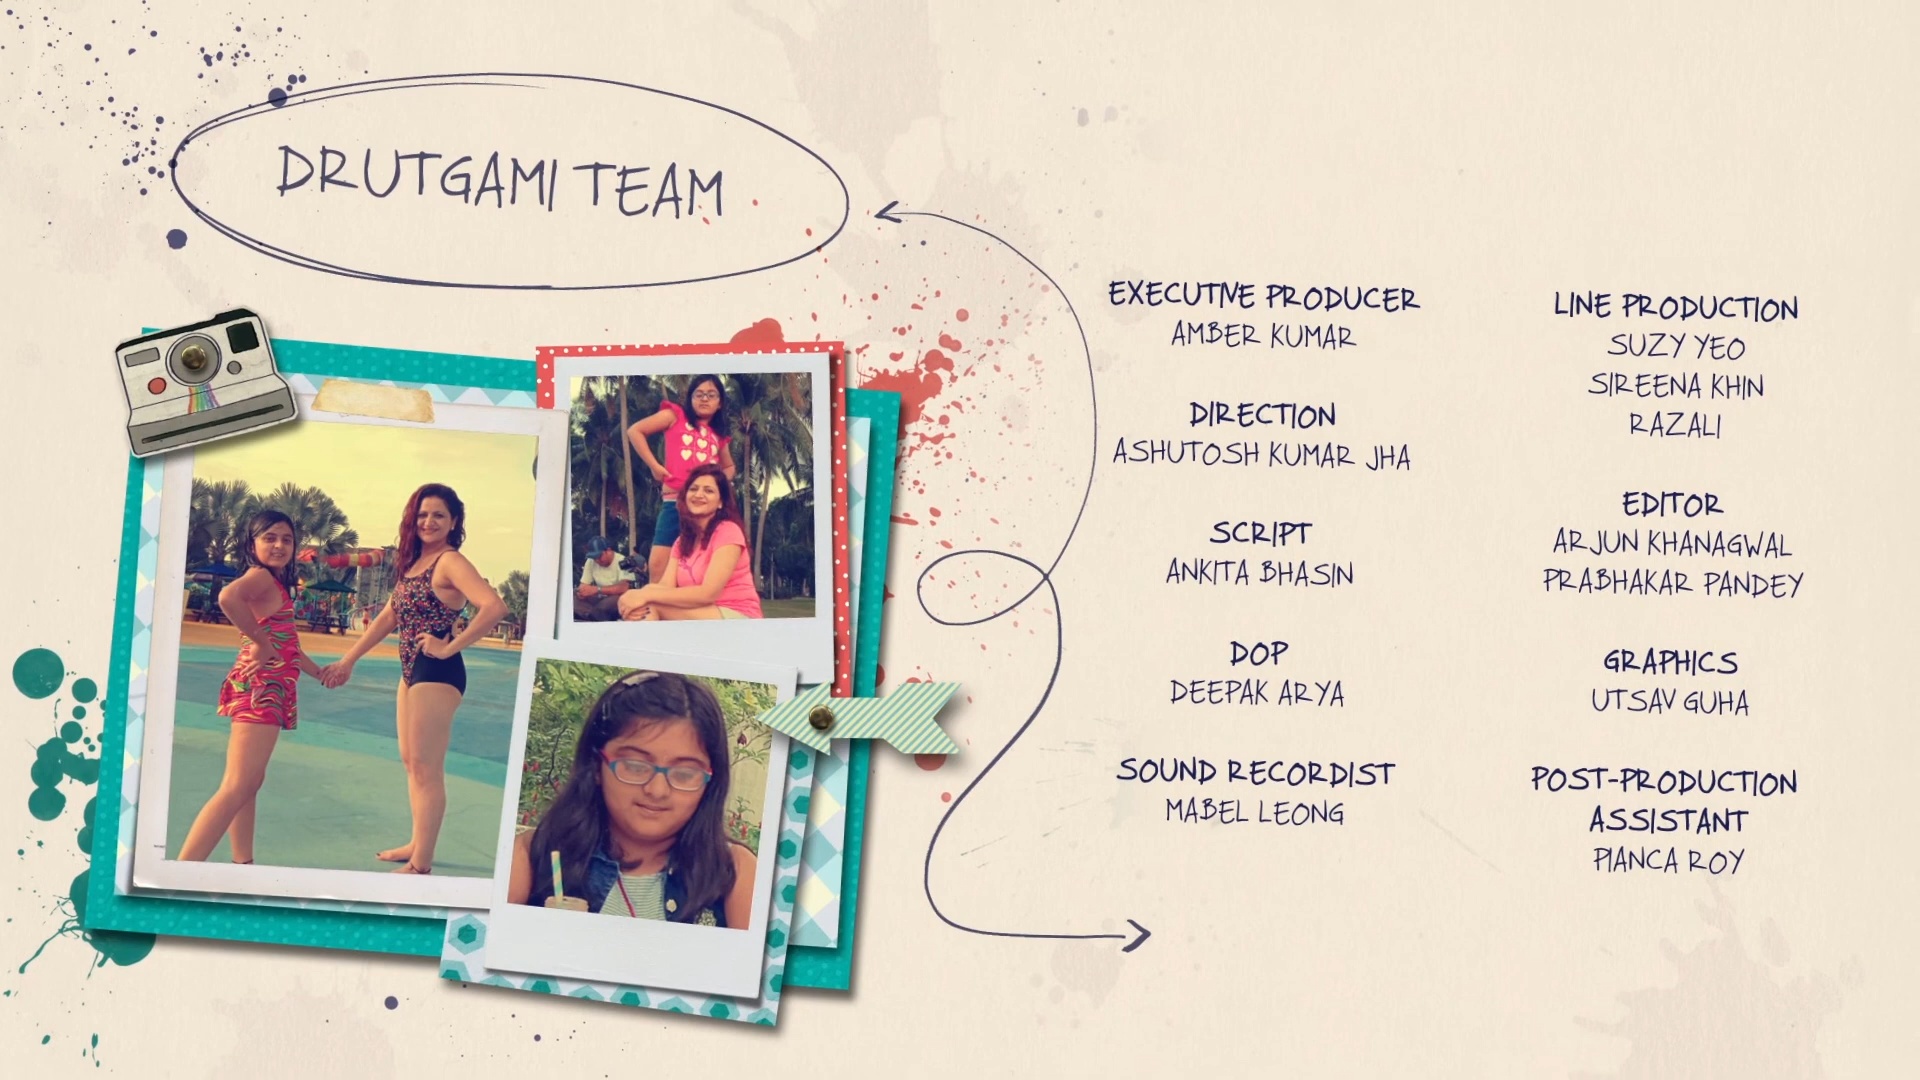 DRUTGAMI TEAM
EXECUTIVE PRODUCER
AMBER KUMAR
DIRECTION
ASHUTOSH KUMAR JHA
SCRIPT
ANKITA BHASIN
DOP
DEEPAK ARYA
SOUND RECORDIST
MABEL LEONG
LINE PRODUCTION
SUZY YEO
SIREENA KHIN
RAZALI
EDITOR
ARJUN KHANAGWAL
PRABHAKAR PANDEY
GRAPHICS
UTSAV GUHA
POST-PRODUCTION
ASSISTANT
PIANCA ROY